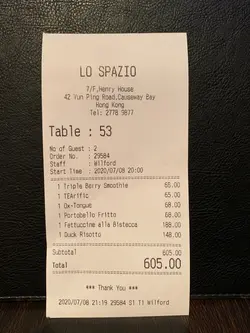 LO SPAZIO
7/F,Henry House
42 Yun Ping Road,Causeway Bay
Hong Kong
Tel: 2778 9877
Table : 53
No of Guest : 2
Order No. : 29584
Staff : Wilford
Start time : 2020/07/08 20:00
1 Triple Berry Smoothie 68.00
1 TEArific 65.00
1 Ox-Tongue 68.00
1 Portobello Fritto 68.00
1 Fettuccine alla Bistecca 188.00
1 Duck Risotto 148.00
Subtotal 605.00
Total 605.00
*** Thank You ***
2020/07/08 21:19 29584 S1 T1 Wilford